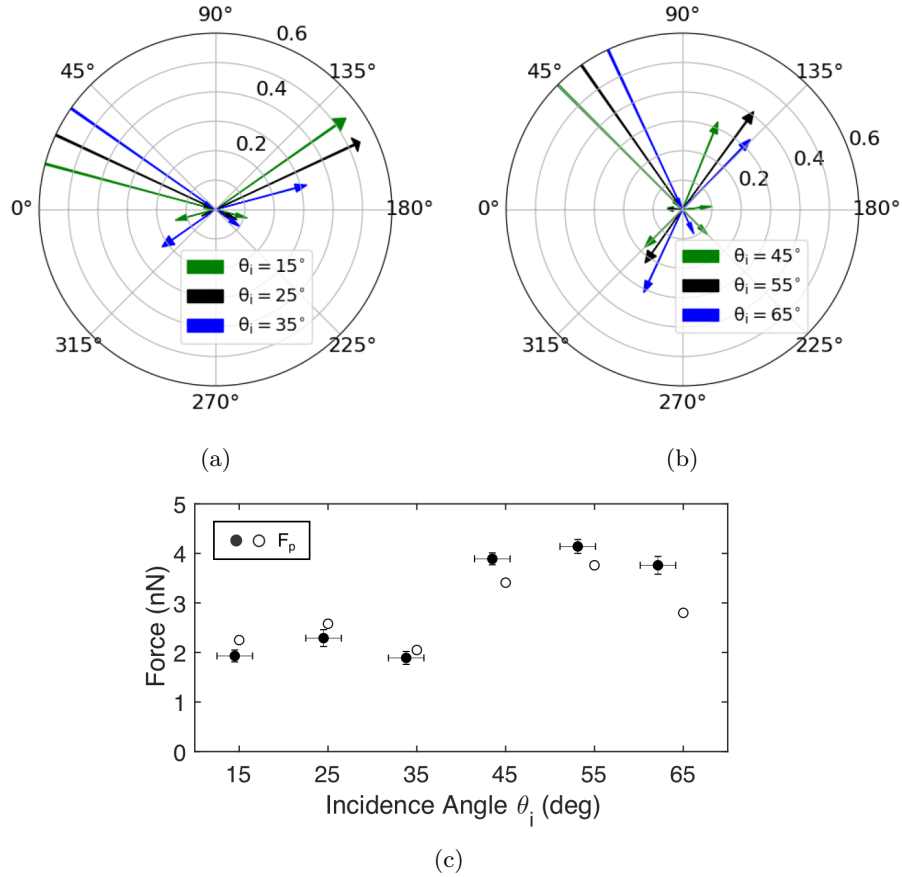 90°
0.6
45°
135°
0.4
0.2
0°
180°
θi = 15°
θi = 25°
θi = 35°
315°
225°
270°
(a)
90°
45°
135°
0.6
0.4
0.2
0°
180°
θi = 45°
θi = 55°
θi = 65°
315°
225°
270°
(b)
5
Fp
4
3
2
1
0
Force (nN)
15 25 35 45 55 65
Incidence Angle θi (deg)
(c)